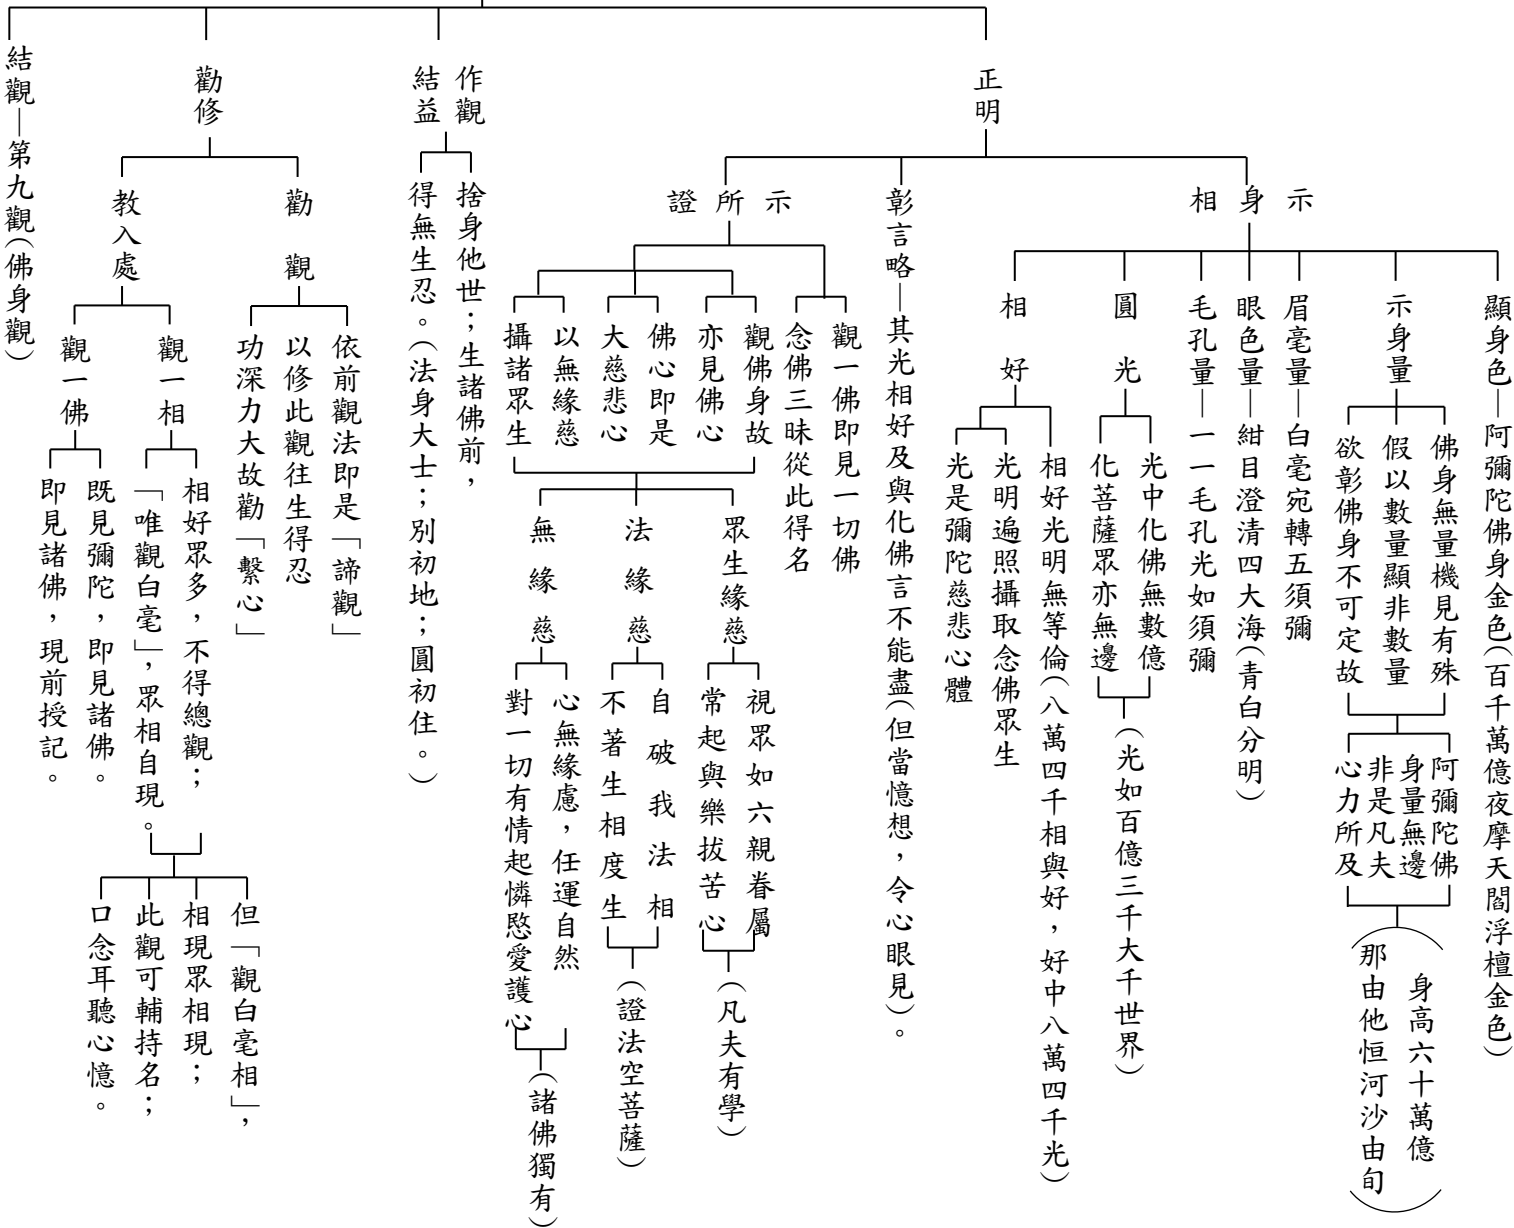 正明
示身相
顯身色—阿彌陀佛身金色(百千萬億夜摩天閻浮檀金色)
示身量
佛身無量機見有殊
假以數量顯非數量
欲彰佛身不可定故
阿彌陀佛
身量無邊
非是凡夫
心力所及
(身高六十萬億
那由他恒河沙由旬)
眉毫量—白毫宛轉五須彌
眼色量—紺目澄清四大海(青白分明)
毛孔量—一一毛孔光如須彌
圓光
光中化佛無數億
化菩薩眾亦無邊
(光如百億三千大千世界)
相好
相好光明無等倫(八萬四千相與好,好中八萬四千光)
光明遍照攝取念佛眾生
光是彌陀慈悲心體
彰言略—其光相好及與化佛言不能盡(但當憶想,令心眼見)。
示所證
觀一佛即見一切佛
念佛三昧從此得名
觀佛身故
亦見佛心
佛心即是
大慈悲心
以無緣慈
攝諸眾生
眾生緣慈
視眾如六親眷屬
常起與樂拔苦心
(凡夫有學)
法緣慈
自破我法相
不著生相度生
(證法空菩薩)
無緣慈
心無緣慮,任運自然
對一切有情起憐愍愛護心
(諸佛獨有)
作觀
結益
捨身他世;生諸佛前,
得無生忍。(法身大士;別初地;圓初住。)
勸修
勸觀
依前觀法即是「諦觀」
以修此觀往生得忍
功深力大故勸「繫心」
教入處
觀一相
相好眾多,不得總觀;
「唯觀白毫」,眾相自現。
但「觀白毫相」,
相現眾相現;
此觀可輔持名;
口念耳聽心憶。
觀一佛
既見彌陀,即見諸佛。
即見諸佛,現前授記。
結觀—第九觀(佛身觀)